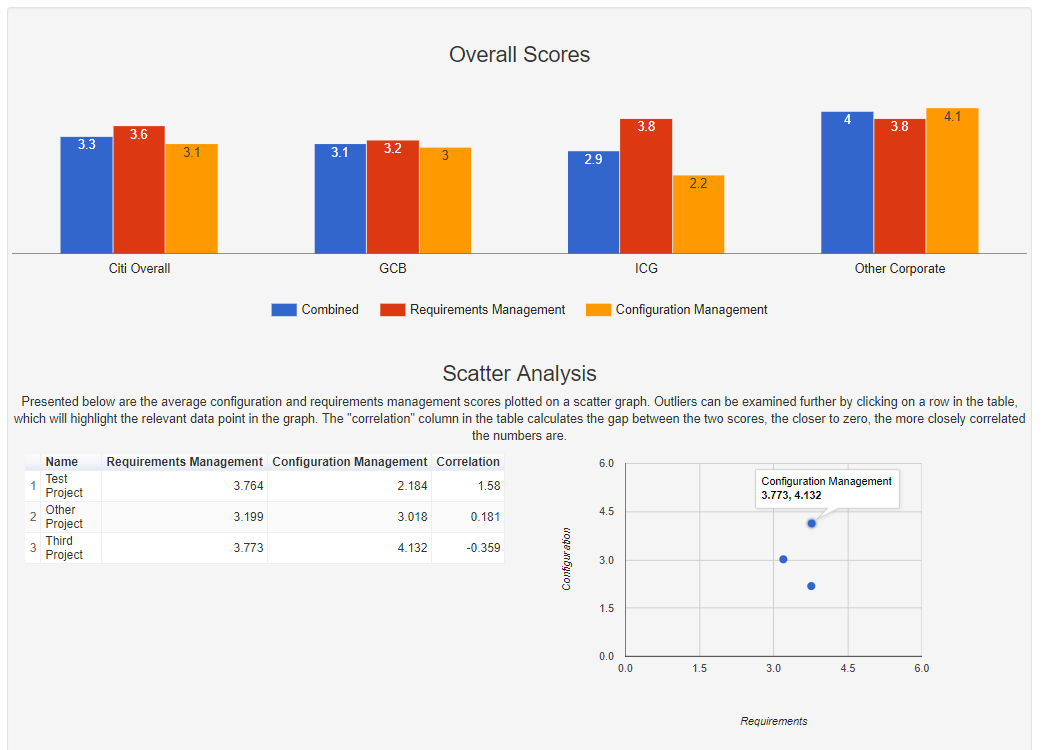 Overall Scores
3.3 3.6 3.1 3.1 3.2 3 2.9 3.8 2.2 4 3.8 4.1
Citi Overall GCB ICG Other Corporate
Combined Requirements Management Configuration Management
Scatter Analysis
Presented below are the average configuration and requirements management scores plotted on a scatter graph. Outliers can be examined further by clicking on a row in the table,
which will highlight the relevant data point in the graph. The "correlation" column in the table calculates the gap between the two scores, the closer to zero, the more closely correlated
the numbers are.
Name Requirements Management Configuration Management Correlation
1 Test Project 3.764 2.184 1.58
2 Other Project 3.199 3.018 0.181
3 Third Project 3.773 4.132 -0.359
Configuration Management
3.773, 4.132
Configuration
6.0
4.5
3.0
1.5
0.0
0.0 1.5 3.0 4.5 6.0
Requirements